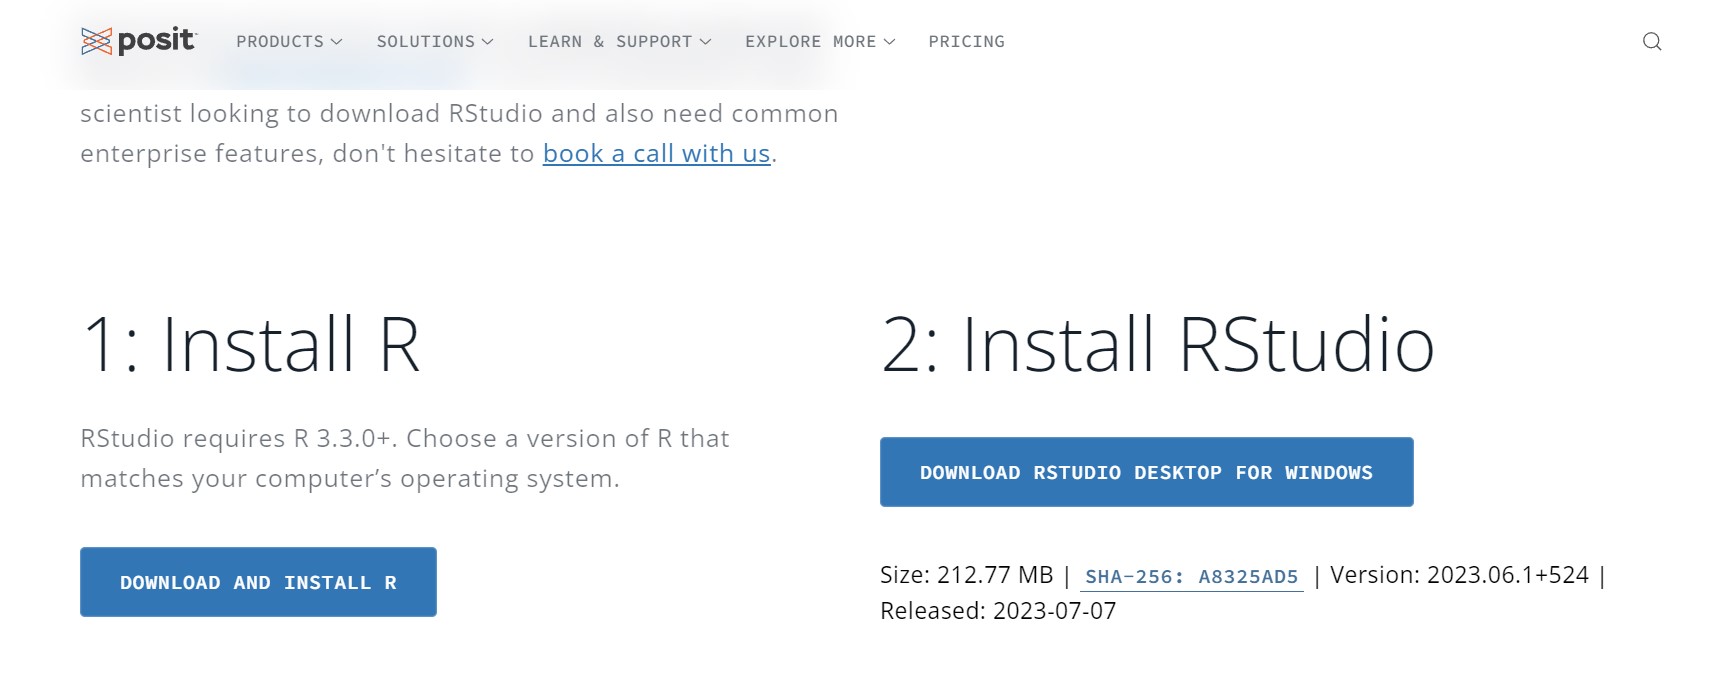 posit PRODUCTS SOLUTIONS LEARN & SUPPORT EXPLORE MORE PRICING
scientist looking to download RStudio and also need common
enterprise features, don't hesitate to book a call with us.
1: Install R
RStudio requires R 3.3.0+. Choose a version of R that
matches your computer’s operating system.
DOWNLOAD AND INSTALL R
2: Install RStudio
DOWNLOAD RSTUDIO DESKTOP FOR WINDOWS
Size: 212.77 MB | SHA-256: A8325AD5 | Version: 2023.06.1+524 |
Released: 2023-07-07